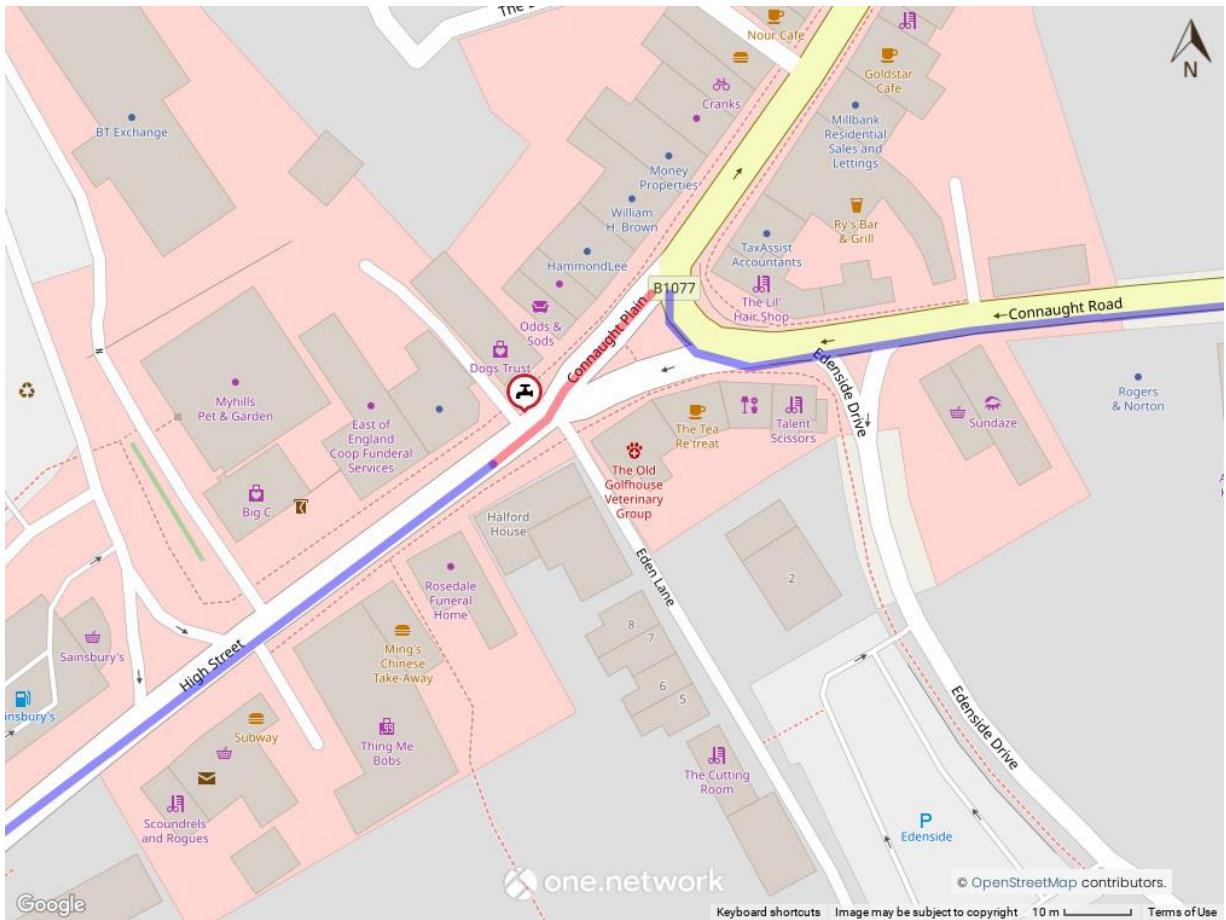 The
Nour Cafe
Goldstar
Cafe
N
Cranks
BT Exchange
Millbank
Residential
Sales and
Lettings
Money
Properties
William
H. Brown
Ry's Bar
& Grill
HammondLee
TaxAssist
Accountants
B1077
The Lil'
Hair Shop
Connaught Road
Connaught Plain
Odds &
Sods
Dogs Trust
Edenside Drive
Rogers
& Norton
Myhills
Pet & Garden
East of
England
Coop Funderal
Services
The Tea
Re'treat
Talent
Scissors
Sundaze
The Old
Golfhouse
Veterinary
Group
Big C
Halford
House
Eden Lane
2
Rosedale
Funeral
Home
8
7
6
5
Ming's
Chinese
Take-Away
Sainsbury's
High Street
insbury's
Subway
Thing Me
Bobs
The Cutting
Room
Edenside Drive
Scoundrels
and Rogues
P
Edenside
one.network
© OpenStreetMap contributors.
Google
Keyboard shortcuts
Image may be subject to copyright
10 m
Terms of Use